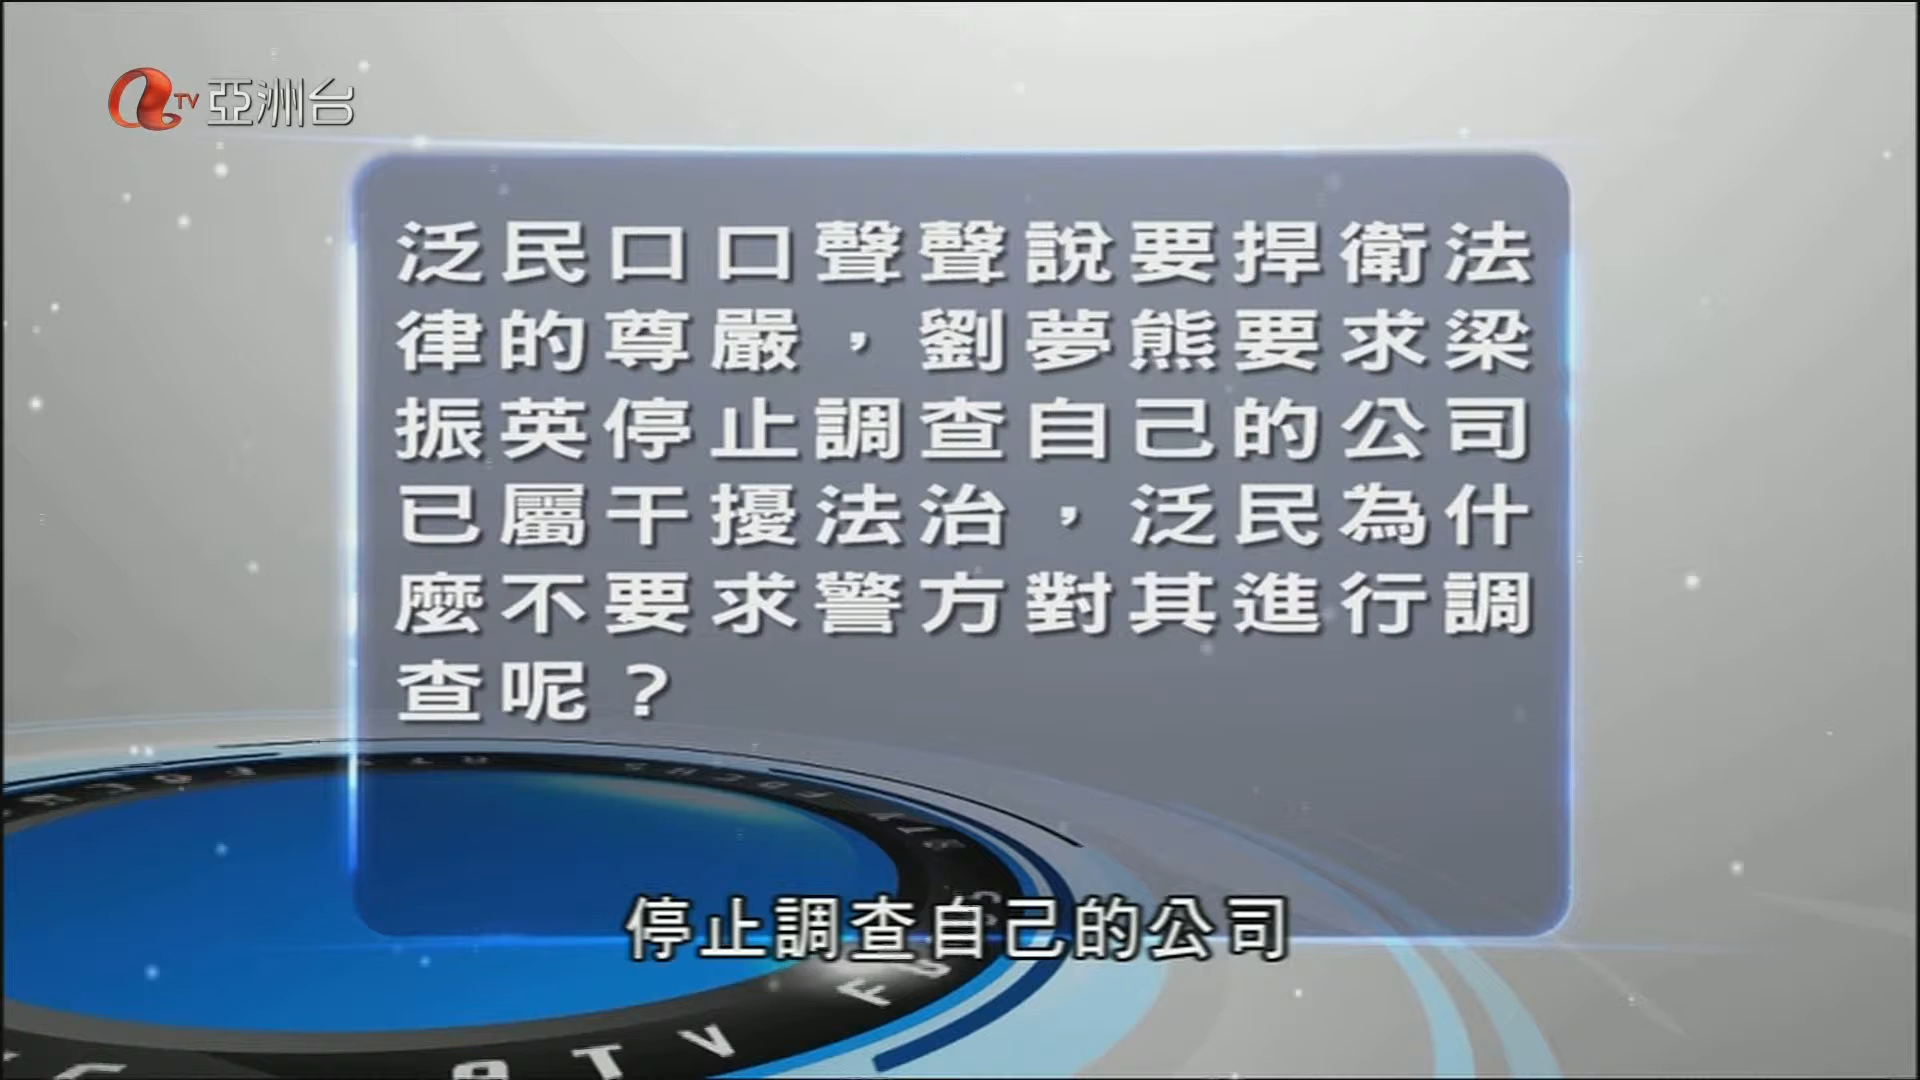 TV 亞洲台
泛民口口聲聲說要捍衛法
律的尊嚴，劉夢熊要求梁
振英停止調查自己的公司
已屬干擾法治，泛民為什
麼不要求警方對其進行調
查呢？
停止調查自己的公司